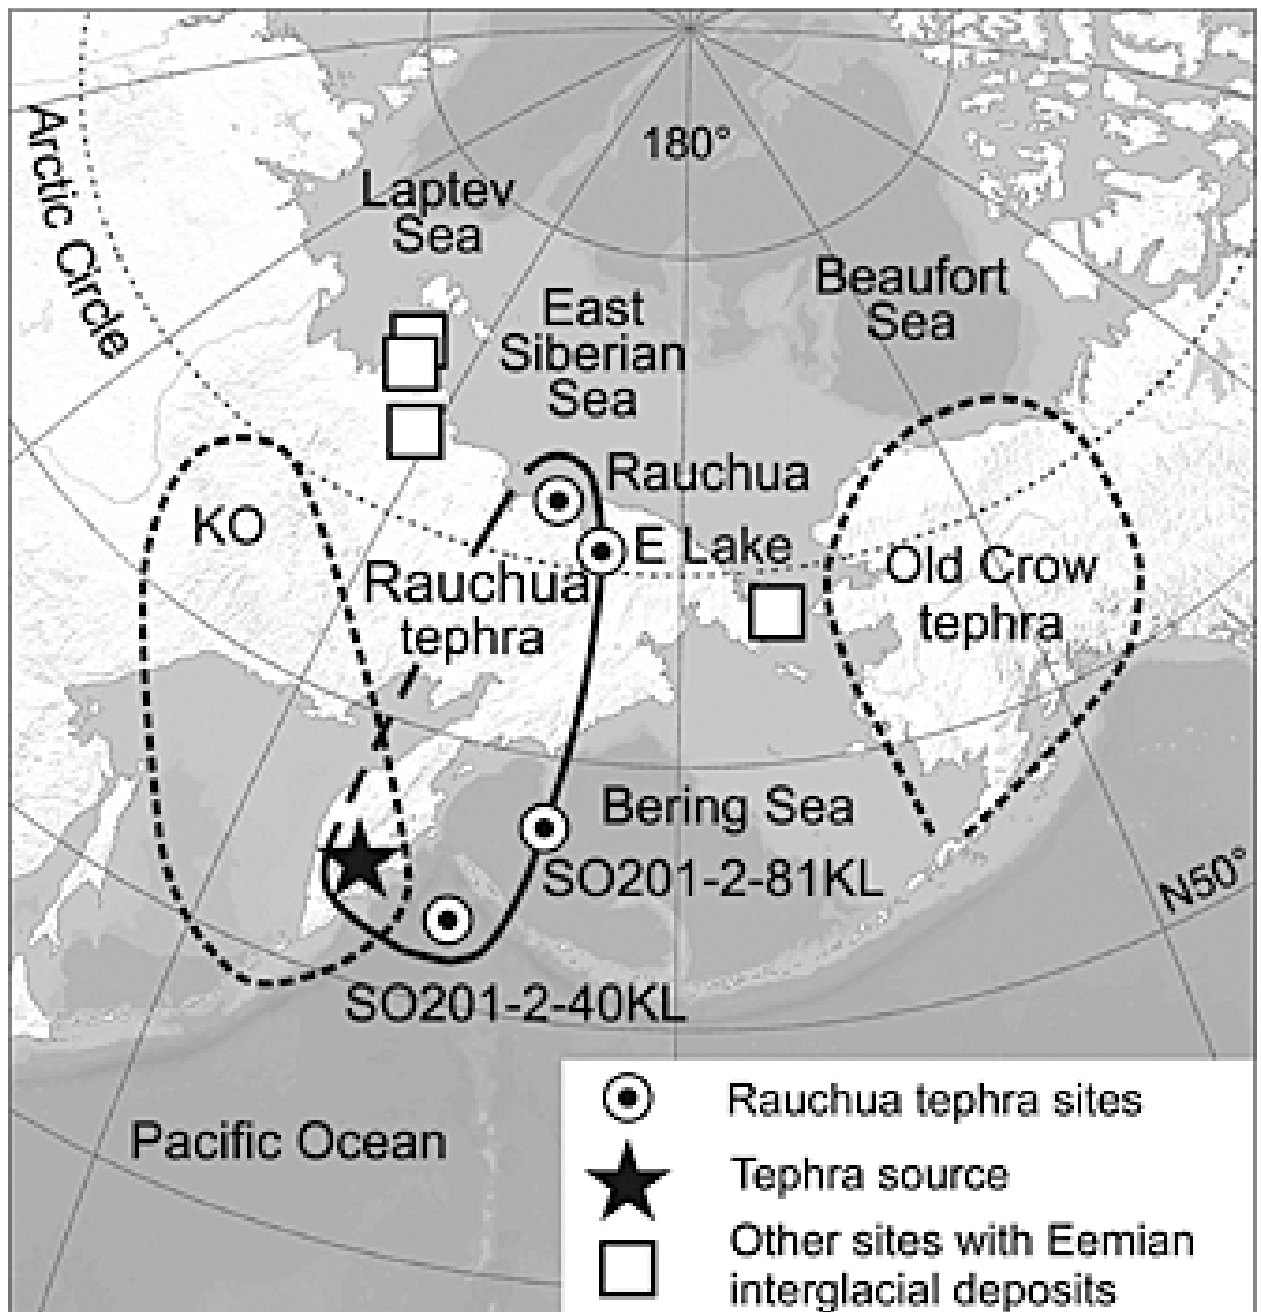 180°
Arctic Circle
Laptev
Sea
East
Siberian
Sea
Beaufort
Sea
Rauchua
KO
E Lake
Rauchua
tephra
Old Crow
tephra
Bering Sea
SO201-2-81KL
N50°
SO201-2-40KL
Pacific Ocean
Rauchua tephra sites
Tephra source
Other sites with Eemian
interglacial deposits